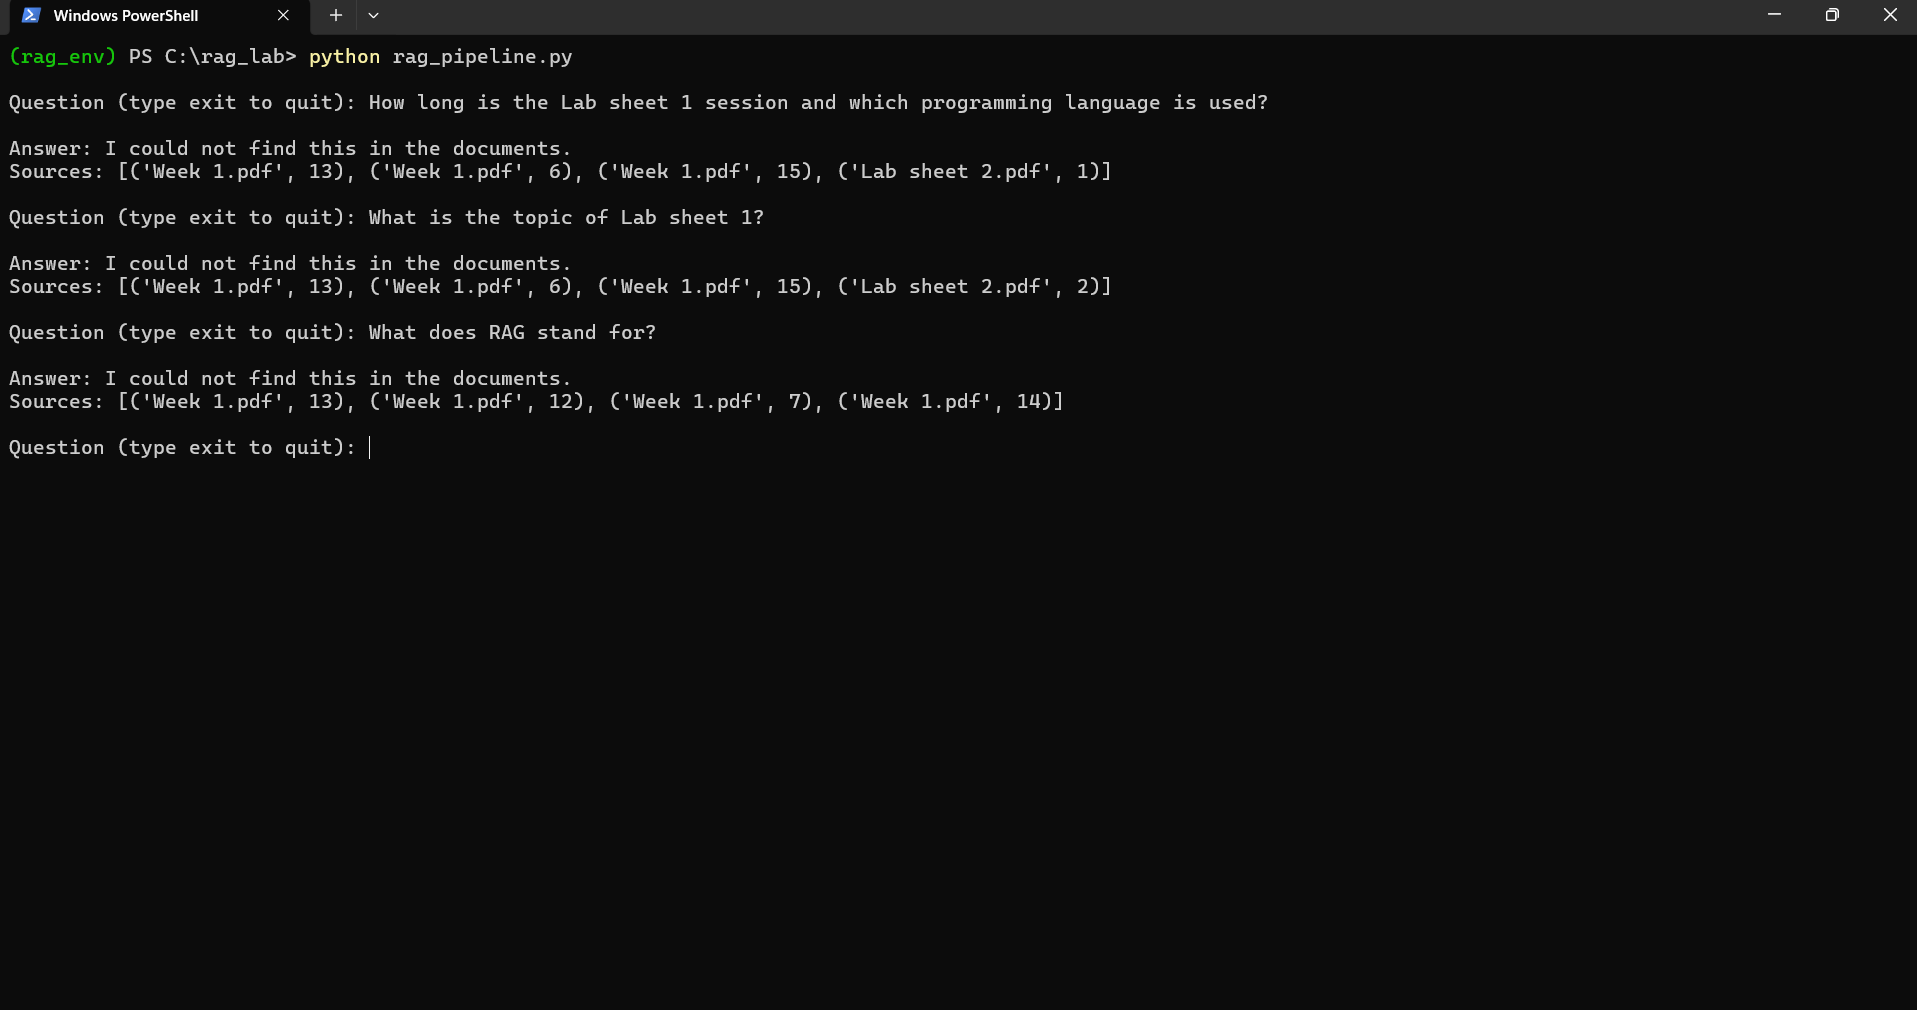 Windows PowerShell
(rag_env) PS C:\rag_lab> python rag_pipeline.py
Question (type exit to quit): How long is the Lab sheet 1 session and which programming language is used?
Answer: I could not find this in the documents.
Sources: [('Week 1.pdf', 13), ('Week 1.pdf', 6), ('Week 1.pdf', 15), ('Lab sheet 2.pdf', 1)]
Question (type exit to quit): What is the topic of Lab sheet 1?
Answer: I could not find this in the documents.
Sources: [('Week 1.pdf', 13), ('Week 1.pdf', 6), ('Week 1.pdf', 15), ('Lab sheet 2.pdf', 2)]
Question (type exit to quit): What does RAG stand for?
Answer: I could not find this in the documents.
Sources: [('Week 1.pdf', 13), ('Week 1.pdf', 12), ('Week 1.pdf', 7), ('Week 1.pdf', 14)]
Question (type exit to quit):